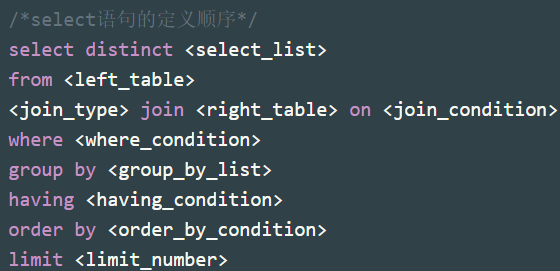 /*select语句的定义顺序*/
select distinct <select_list>
from <left_table>
<join_type> join <right_table> on <join_condition>
where <where_condition>
group by <group_by_list>
having <having_condition>
order by <order_by_condition>
limit <limit_number>